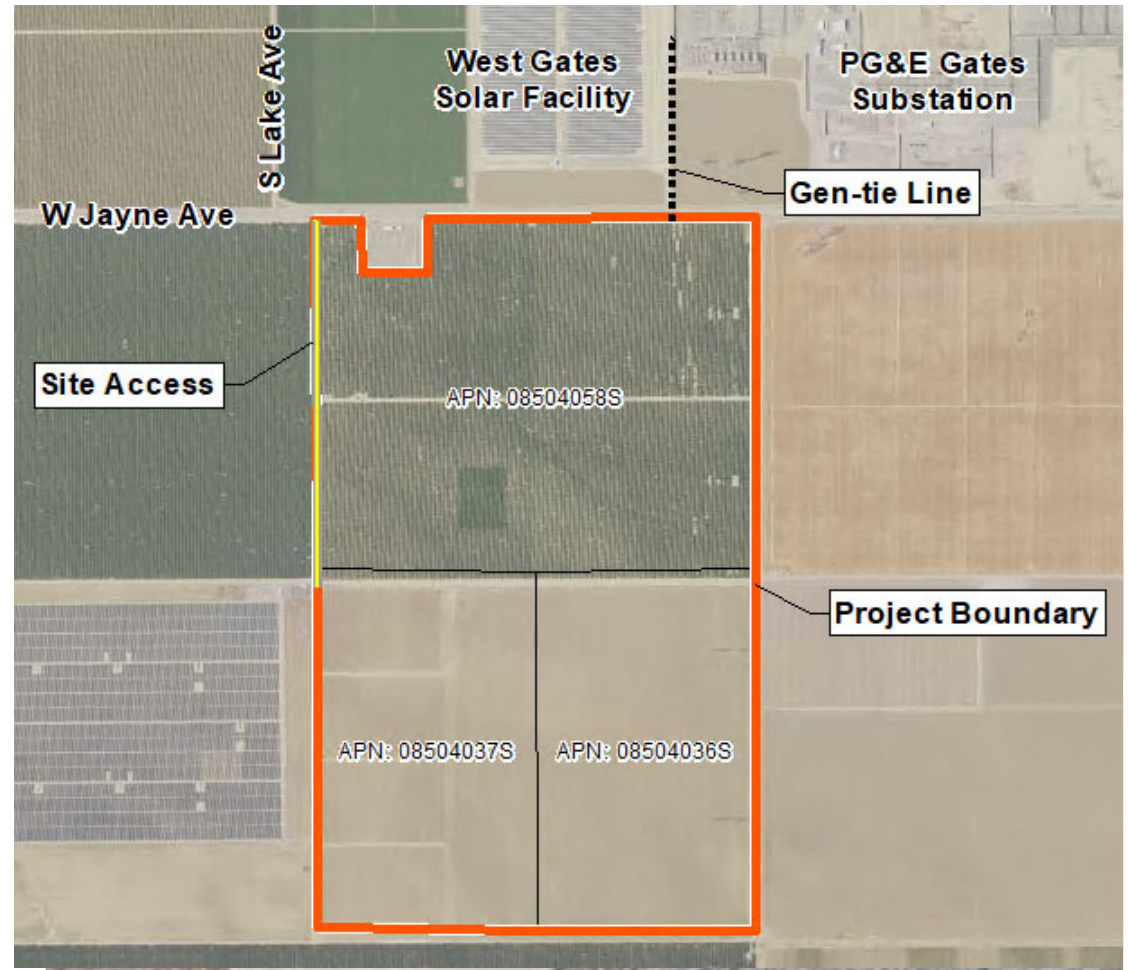 S Lake Ave
West Gates
Solar Facility
PG&E Gates
Substation
Gen-tie Line
W Jayne Ave
Site Access
APN: 08504058S
Project Boundary
APN: 08504037S
APN: 08504036S